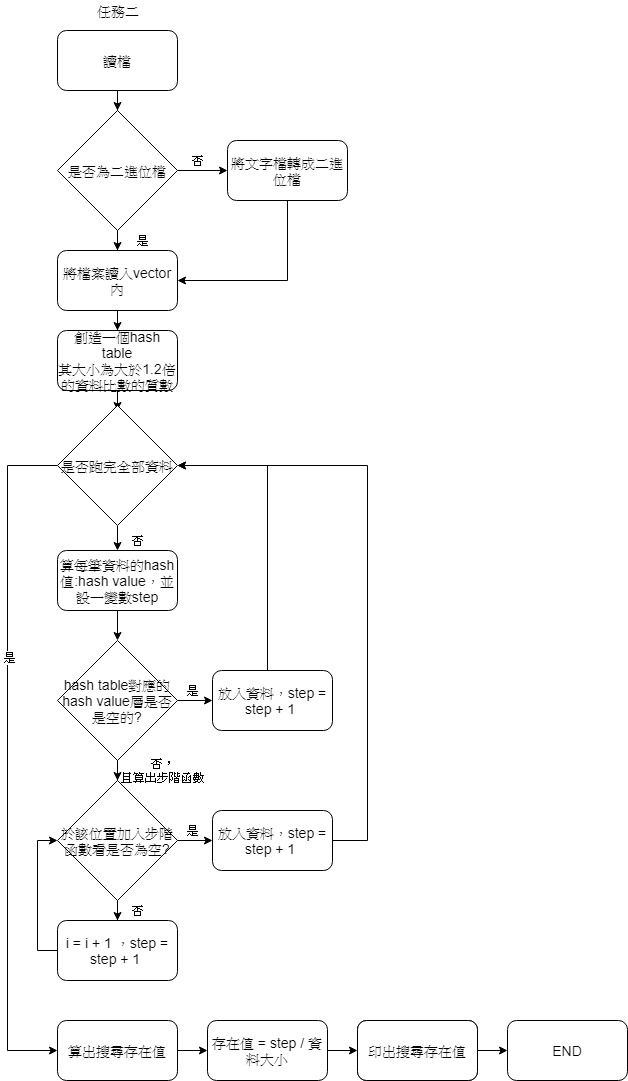 任務二
讀檔
是否為二進位檔
否
將文字檔轉成二進
位檔
是
將檔案讀入vector
內
創造一個hash
table
其大小為大於1.2倍
的資料比數的質數
是否跑完全部資料
否
算每筆資料的hash
值:hash value，並
設一變數step
是
hash table對應的
hash value層是否
是空的?
是
放入資料，step =
step + 1
否，
且算出步階函數
於該位置加入步階
函數看是否為空?
是
放入資料，step =
step + 1
否
i = i + 1 ，step =
step + 1
算出搜尋存在值
存在值 = step / 資
料大小
印出搜尋存在值
END